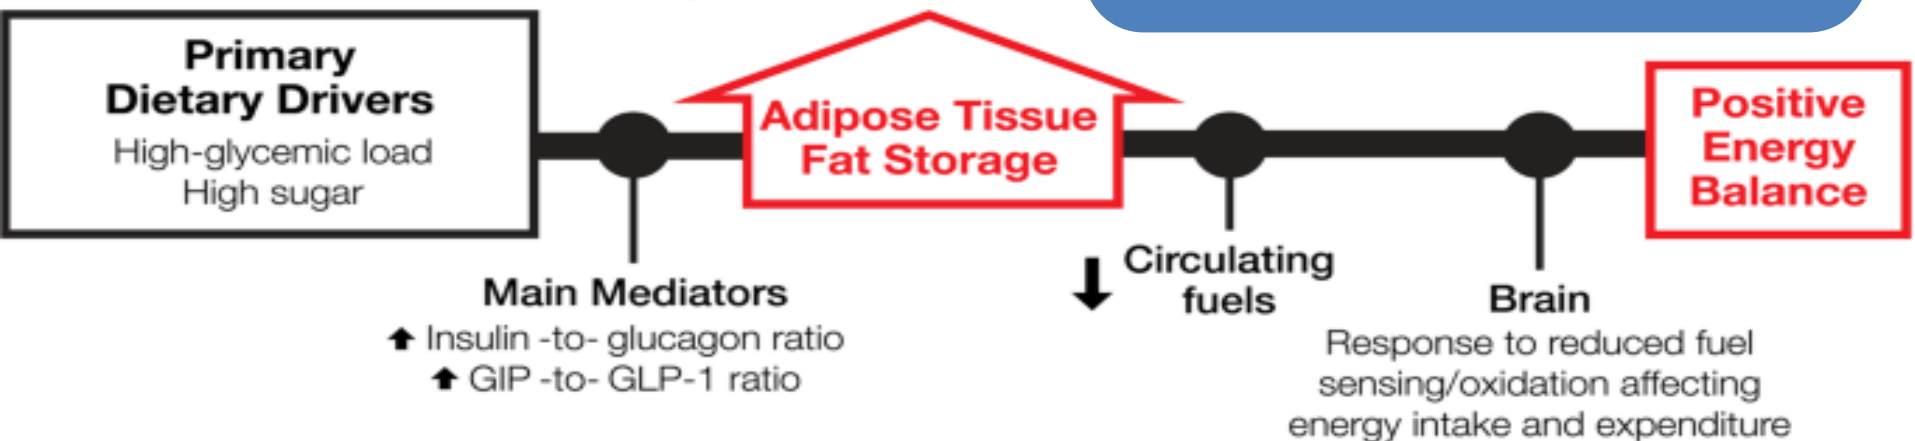 Primary
Dietary Drivers
High-glycemic load
High sugar
Main Mediators
Insulin -to- glucagon ratio
GIP -to- GLP-1 ratio
Adipose Tissue
Fat Storage
Circulating
fuels
Brain
Response to reduced fuel
sensing/oxidation affecting
energy intake and expenditure
Positive
Energy
Balance